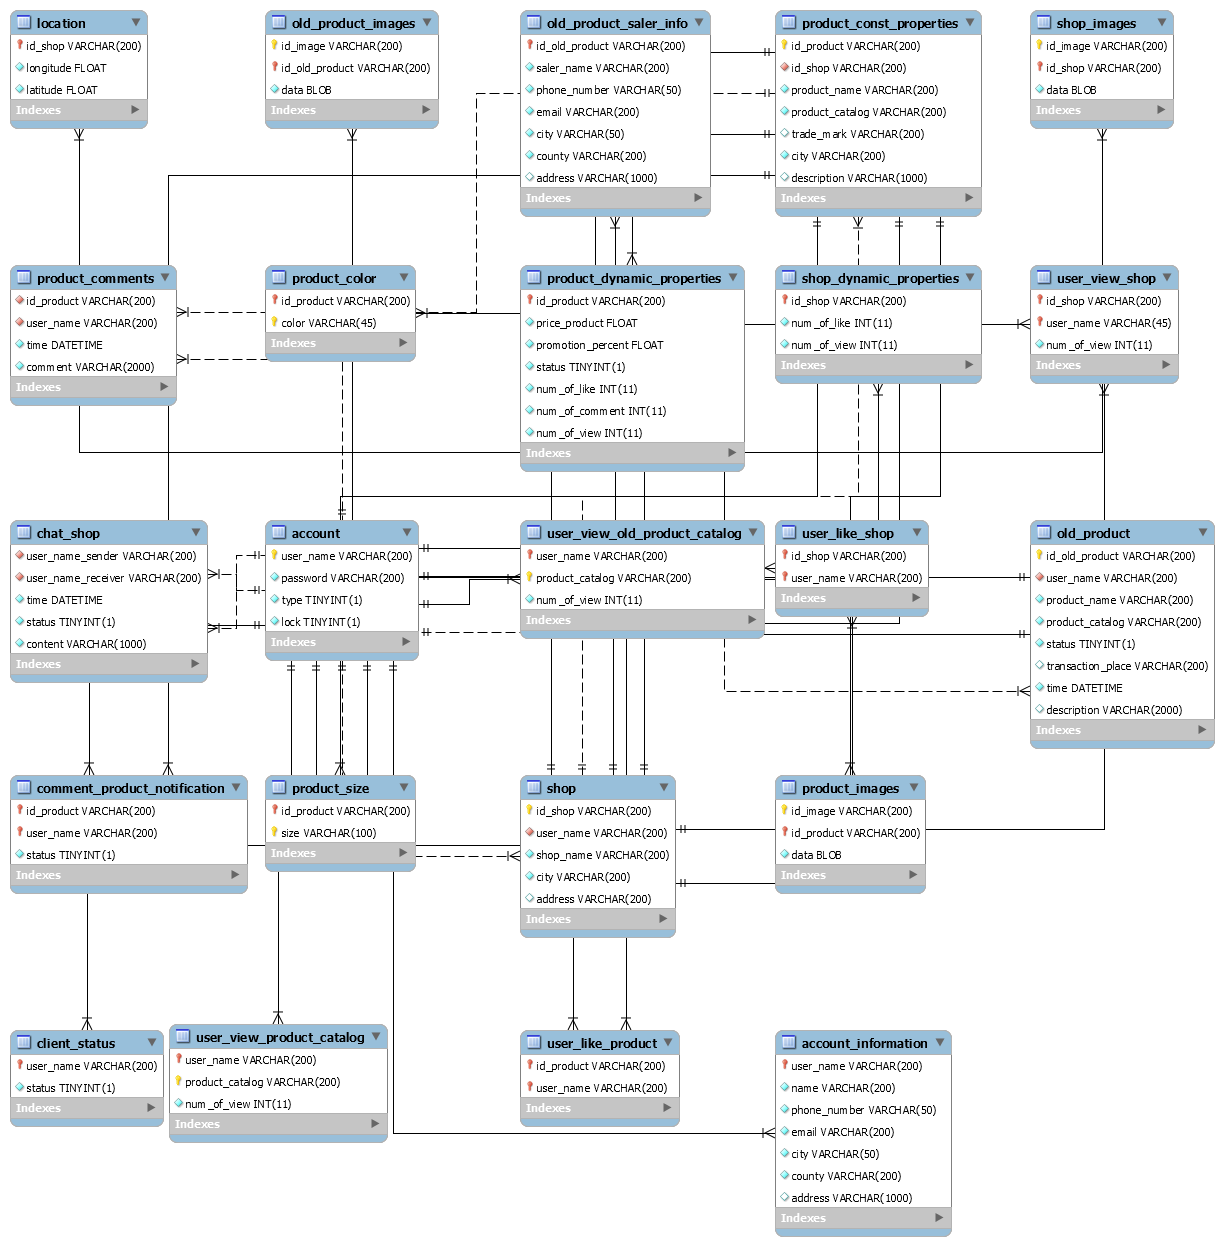 location
id_shop VARCHAR(200)
longitude FLOAT
latitude FLOAT
Indexes
old_product_images
id_image VARCHAR(200)
id_old_product VARCHAR(200)
data BLOB
Indexes
old_product_saler_info
id_old_product VARCHAR(200)
saler_name VARCHAR(200)
phone_number VARCHAR(50)
email VARCHAR(200)
city VARCHAR(50)
county VARCHAR(200)
address VARCHAR(1000)
Indexes
product_const_properties
id_product VARCHAR(200)
id_shop VARCHAR(200)
product_name VARCHAR(200)
product_catalog VARCHAR(200)
trade_mark VARCHAR(200)
city VARCHAR(200)
description VARCHAR(1000)
Indexes
shop_images
id_image VARCHAR(200)
id_shop VARCHAR(200)
data BLOB
Indexes
product_comments
id_product VARCHAR(200)
user_name VARCHAR(200)
time DATETIME
comment VARCHAR(2000)
Indexes
product_color
id_product VARCHAR(200)
color VARCHAR(45)
Indexes
product_dynamic_properties
id_product VARCHAR(200)
price_product FLOAT
promotion_percent FLOAT
status TINYINT(1)
num_of_like INT(11)
num_of_comment INT(11)
num_of_view INT(11)
Indexes
shop_dynamic_properties
id_shop VARCHAR(200)
num_of_like INT(11)
num_of_view INT(11)
Indexes
user_view_shop
id_shop VARCHAR(200)
user_name VARCHAR(45)
num_of_view INT(11)
Indexes
chat_shop
user_name_sender VARCHAR(200)
user_name_receiver VARCHAR(200)
time DATETIME
status TINYINT(1)
content VARCHAR(1000)
Indexes
account
user_name VARCHAR(200)
password VARCHAR(200)
type TINYINT(1)
lock TINYINT(1)
Indexes
user_view_old_product_catalog
user_name VARCHAR(200)
product_catalog VARCHAR(200)
num_of_view INT(11)
Indexes
user_like_shop
id_shop VARCHAR(200)
user_name VARCHAR(200)
Indexes
old_product
id_old_product VARCHAR(200)
user_name VARCHAR(200)
product_name VARCHAR(200)
product_catalog VARCHAR(200)
status TINYINT(1)
transaction_place VARCHAR(200)
time DATETIME
description VARCHAR(2000)
Indexes
comment_product_notification
id_product VARCHAR(200)
user_name VARCHAR(200)
status TINYINT(1)
Indexes
product_size
id_product VARCHAR(200)
size VARCHAR(100)
Indexes
shop
id_shop VARCHAR(200)
user_name VARCHAR(200)
shop_name VARCHAR(200)
city VARCHAR(200)
address VARCHAR(200)
Indexes
product_images
id_image VARCHAR(200)
id_product VARCHAR(200)
data BLOB
Indexes
client_status
user_name VARCHAR(200)
status TINYINT(1)
Indexes
user_view_product_catalog
user_name VARCHAR(200)
product_catalog VARCHAR(200)
num_of_view INT(11)
Indexes
user_like_product
id_product VARCHAR(200)
user_name VARCHAR(200)
Indexes
account_information
user_name VARCHAR(200)
name VARCHAR(200)
phone_number VARCHAR(50)
email VARCHAR(200)
city VARCHAR(50)
county VARCHAR(200)
address VARCHAR(1000)
Indexes